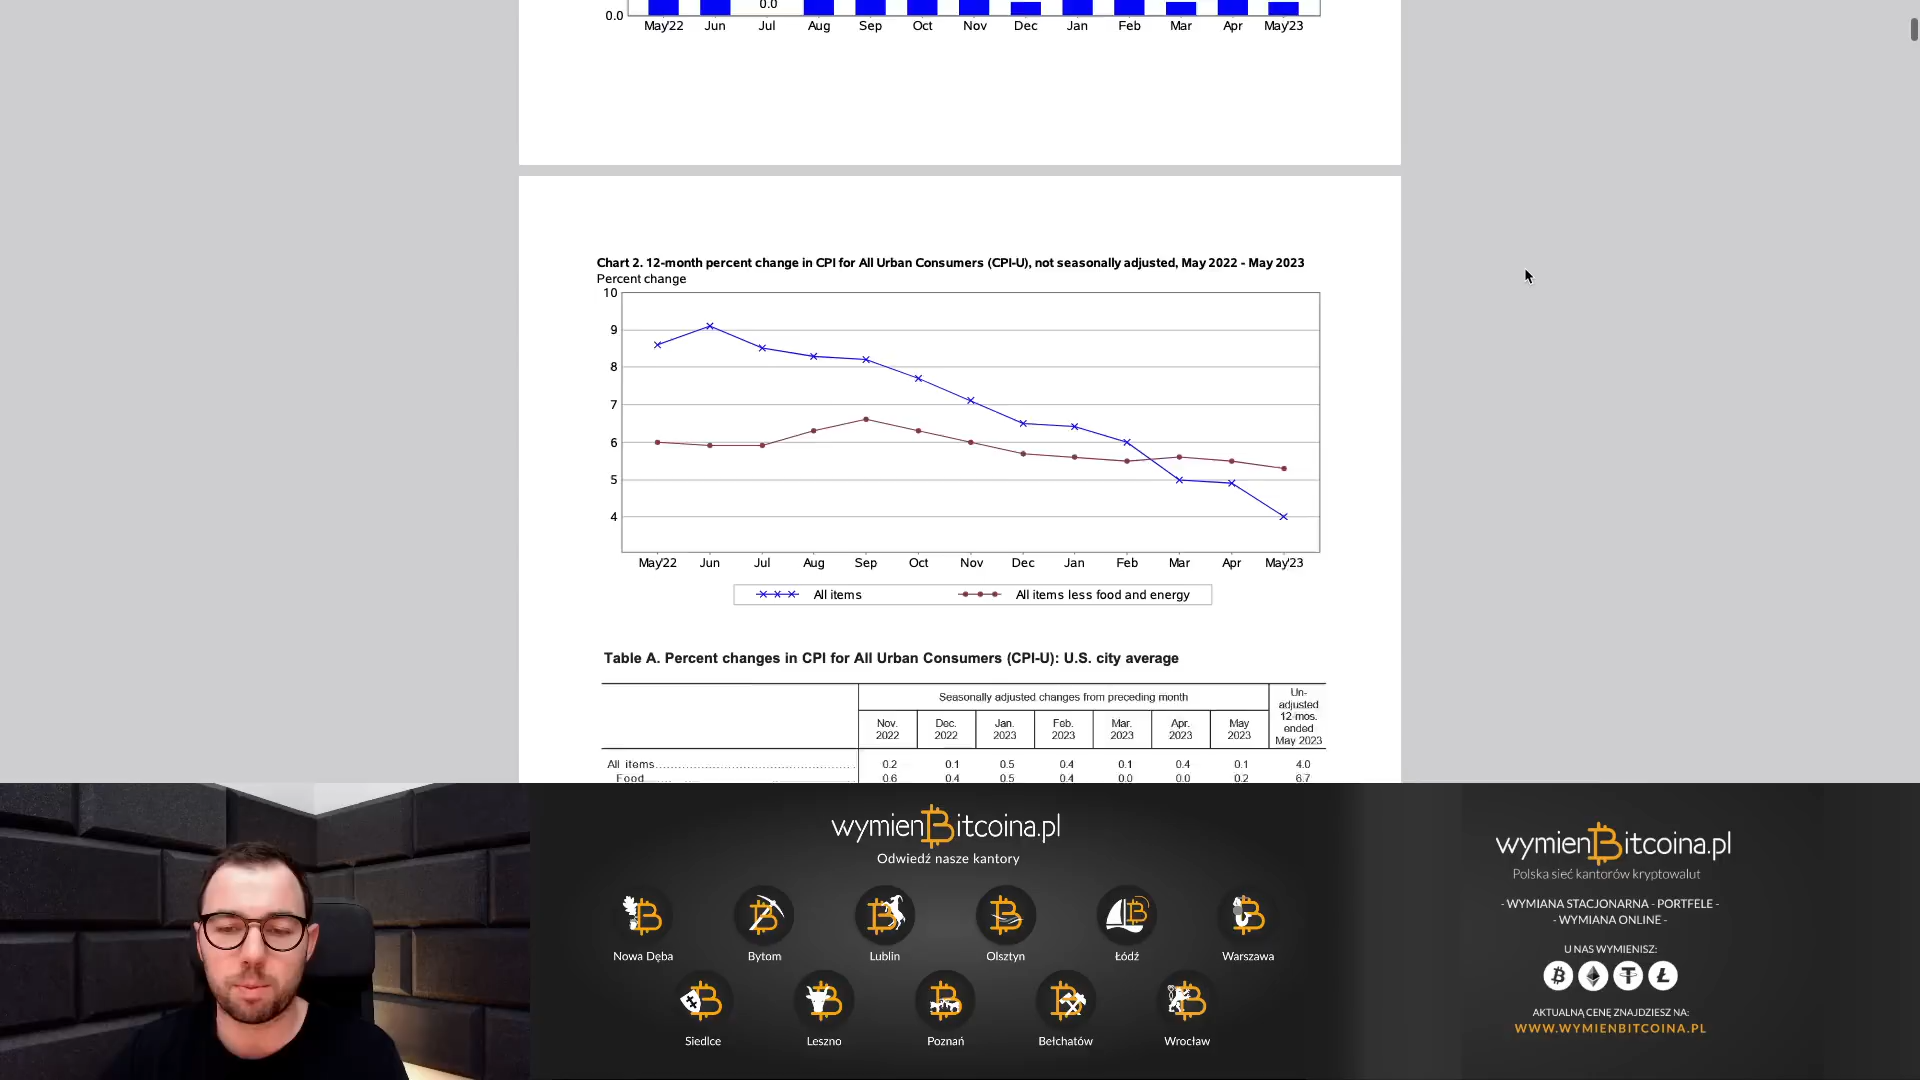 0.0
0.0
May'22 Jun Jul Aug Sep Oct Nov Dec Jan Feb Mar Apr May'23
Chart 2. 12-month percent change in CPI for All Urban Consumers (CPI-U), not seasonally adjusted, May 2022 - May 2023
Percent change
10
9
8
7
6
5
4
May'22 Jun Jul Aug Sep Oct Nov Dec Jan Feb Mar Apr May'23
All items All items less food and energy
Table A. Percent changes in CPI for All Urban Consumers (CPI-U): U.S. city average
Seasonally adjusted changes from preceding month
Un-
adjusted
12-mos.
ended
May 2023
Nov. 2022
Dec. 2022
Jan. 2023
Feb. 2023
Mar. 2023
Apr. 2023
May 2023
All items 0.2 0.1 0.5 0.4 0.1 0.4 0.1 4.0
Food 0.6 0.4 0.5 0.4 0.0 0.0 0.2 6.7
wymienBitcoina.pl
Odwiedź nasze kantory
Nowa Dęba Bytom Lublin Olsztyn Łódź Warszawa
Siedlce Leszno Poznań Bełchatów Wrocław
wymienBitcoina.pl
Polska sieć kantorów kryptowalut
- WYMIANA STACJONARNA - PORTFELE -
- WYMIANA ONLINE -
U NAS WYMIENISZ:
AKTUALNĄ CENĘ ZNAJDZIESZ NA:
WWW.WYMIENBITCOINA.PL